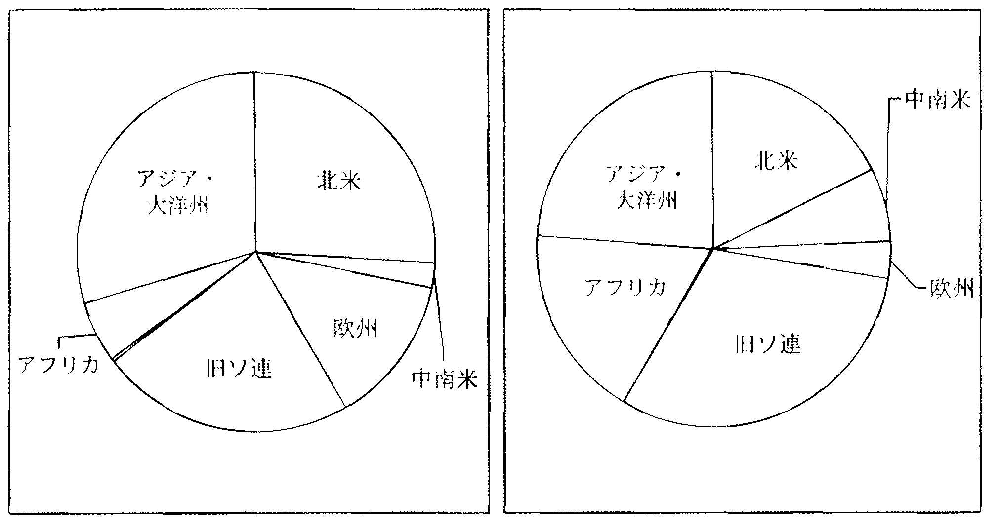 アジア・
大洋州
北米
欧州
旧ソ連
アフリカ
中南米
中南米
北米
アジア・
大洋州
アフリカ
欧州
旧ソ連